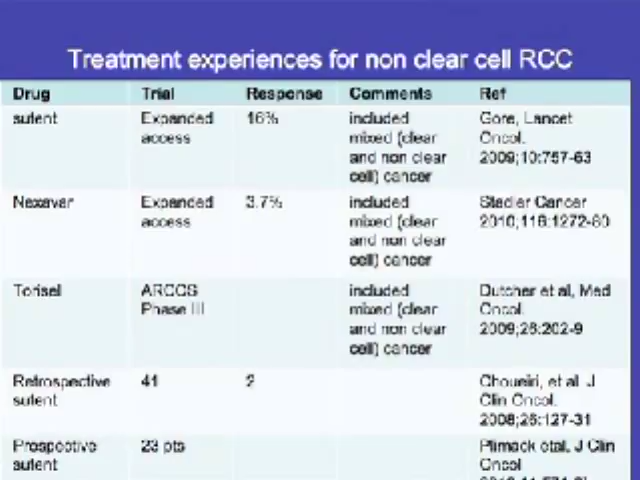 Treatment experiences for non clear cell RCC
Drug Trial Response Comments Ref
sutent Expanded access 16% included mixed (clear and non clear cell) cancer Gore, Lancet Oncol. 2009;10:757-63
Nexavar Expanded access 3.7% included mixed (clear and non clear cell) cancer Stadler Cancer 2010;116:1272-80
Torisel ARCCS Phase III included mixed (clear and non clear cell) cancer Dutcher et al, Med Oncol. 2009;26:202-9
Retrospective sutent 41 2 Choueiri, et al. J Clin Oncol. 2008;26:127-31
Prospective sutent 23 pts Plimack etal, J Clin Oncol